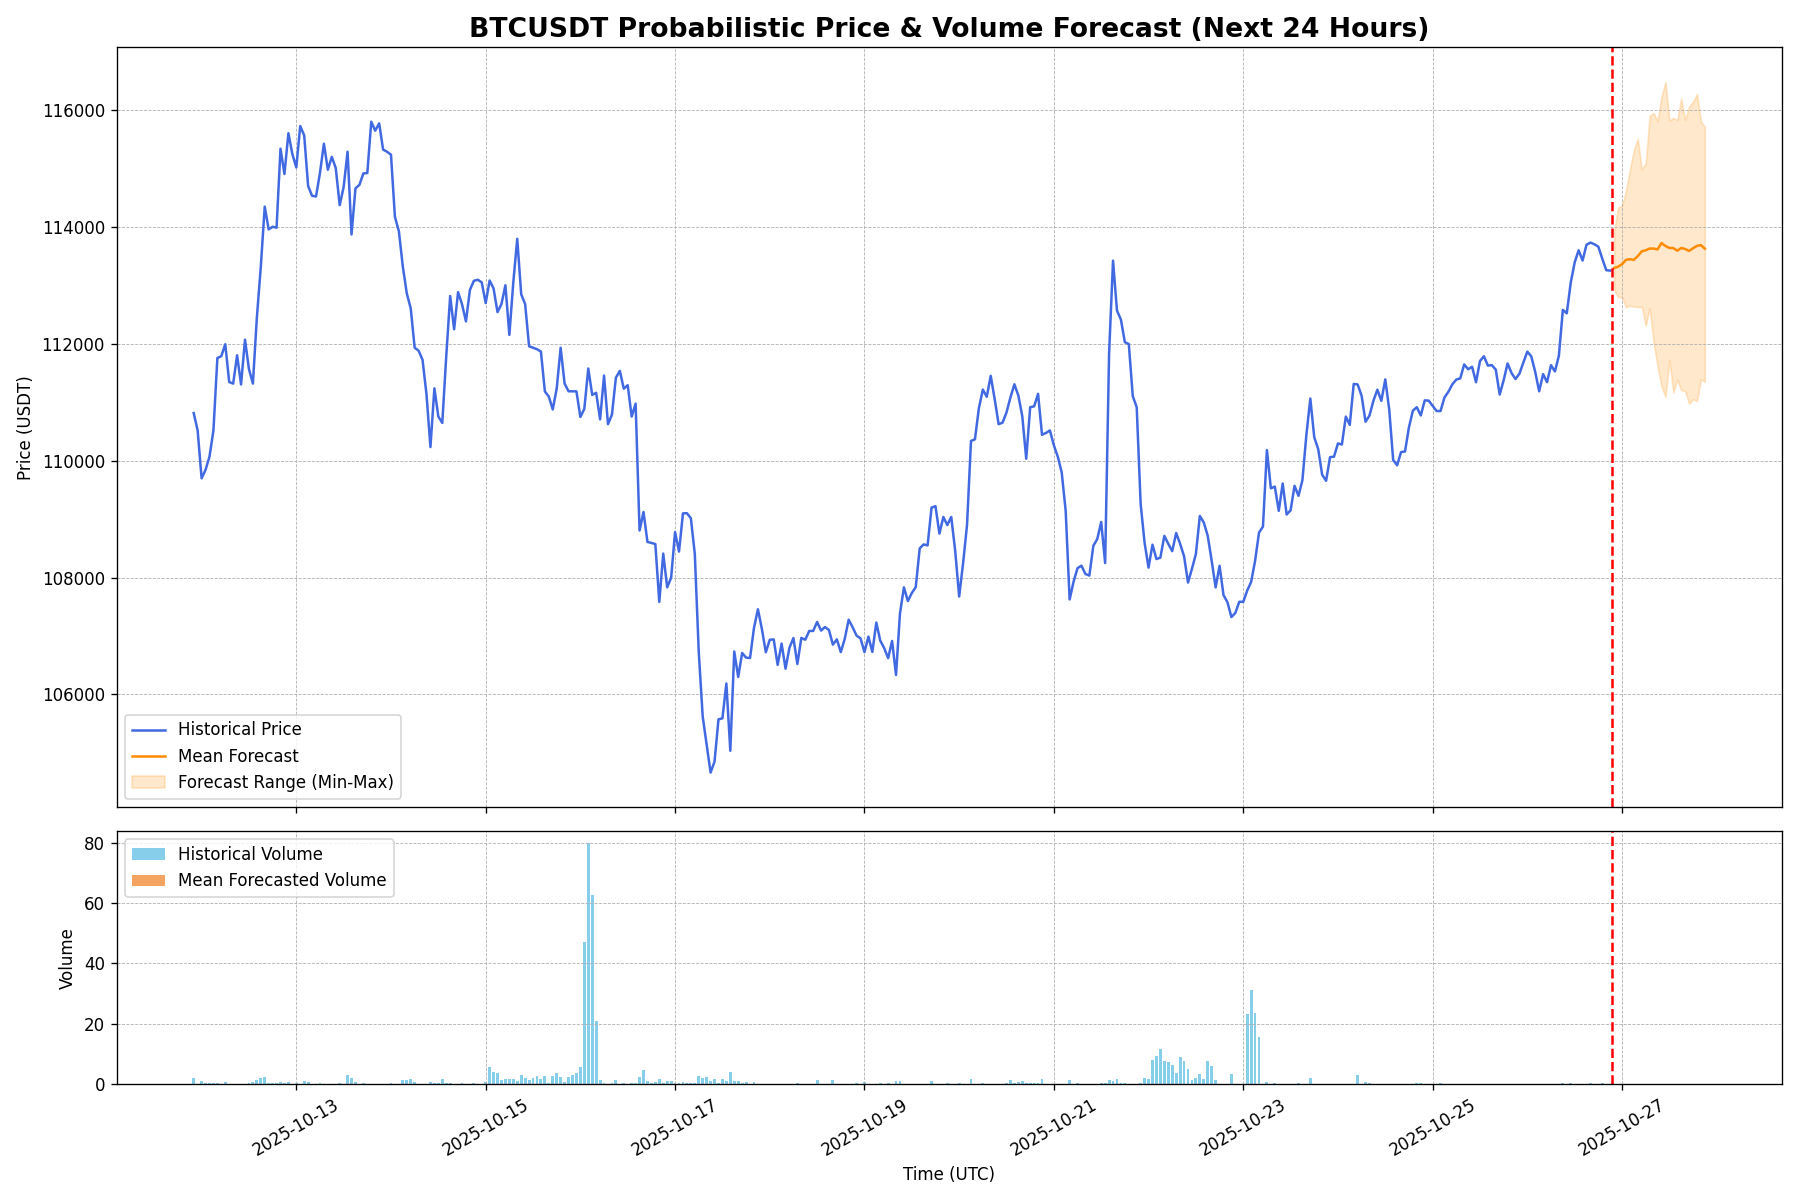 BTCUSDT Probabilistic Price & Volume Forecast (Next 24 Hours)
116000
114000
112000
110000
108000
106000
Price (USDT)
Historical Price
Mean Forecast
Forecast Range (Min-Max)
80
60
40
20
0
Volume
Historical Volume
Mean Forecasted Volume
2025-10-13
2025-10-15
2025-10-17
2025-10-19
2025-10-21
2025-10-23
2025-10-25
2025-10-27
Time (UTC)